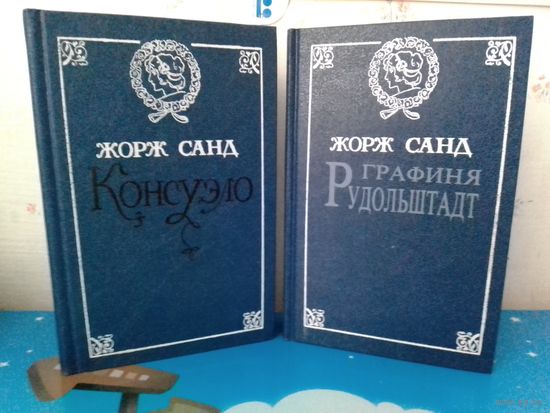 ЖОРЖ САНД
Консуэло
ЖОРЖ САНД
ГРАФИНЯ
РУДОЛЬШТАДТ